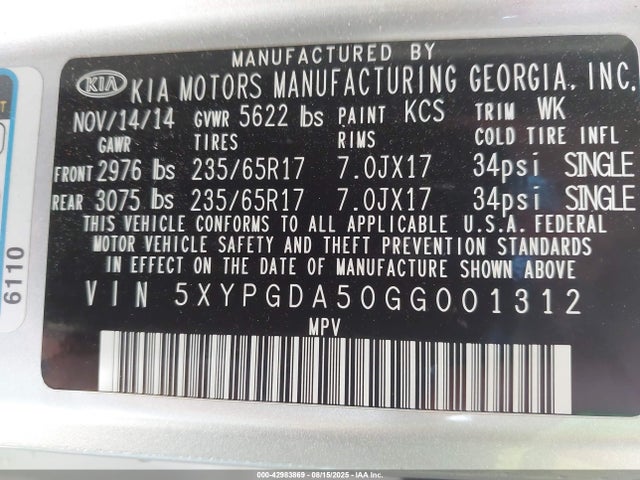 MANUFACTURED BY
KIA KIA MOTORS MANUFACTURING GEORGIA, INC.
NOV/14/14 GVWR 5622 lbs PAINT KCS TRIM WK
GAWR TIRES RIMS COLD TIRE INFL
FRONT 2976 lbs 235/65R17 7.0JX17 34psi SINGLE
REAR 3075 lbs 235/65R17 7.0JX17 34psi SINGLE
THIS VEHICLE CONFORMS TO ALL APPLICABLE U.S.A. FEDERAL
MOTOR VEHICLE SAFETY AND THEFT PREVENTION STANDARDS
IN EFFECT ON THE DATE OF MANUFACTURE SHOWN ABOVE
VIN 5XYPGDA50GG001312
MPV
6110
000-42983869 - 08/15/2025 - IAA Inc.